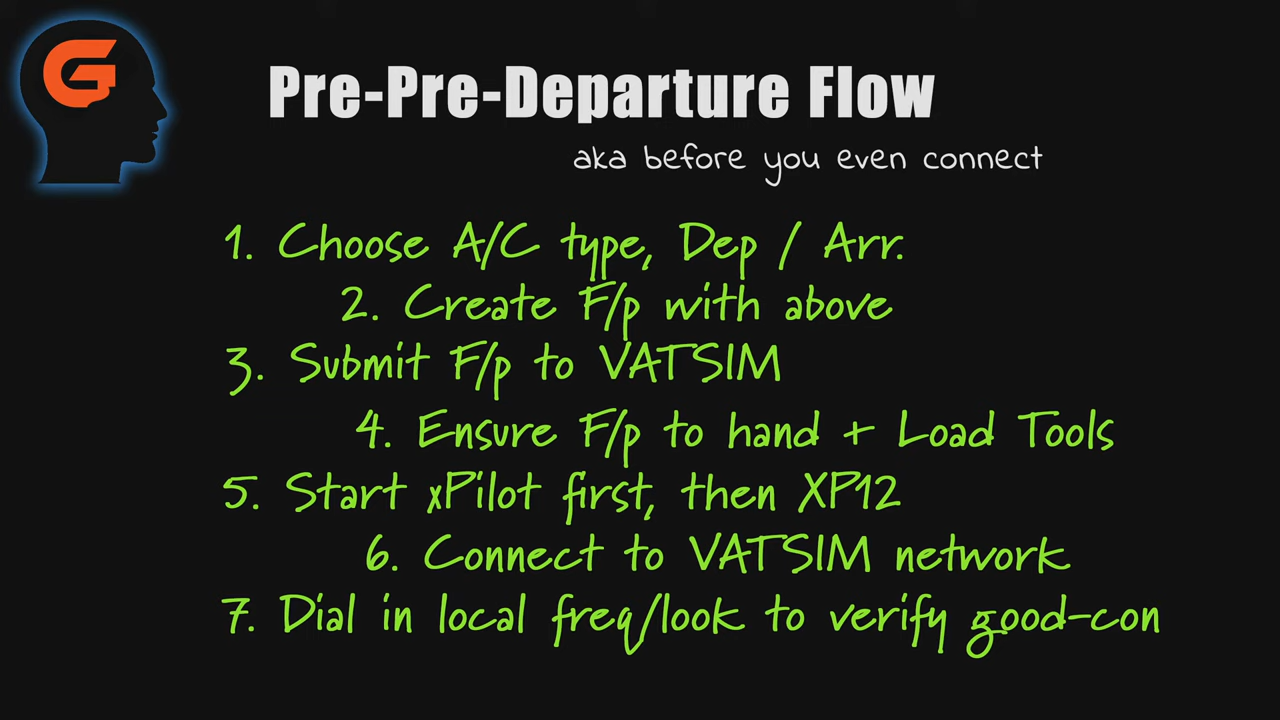 G
Pre-Pre-Departure Flow
aka before you even connect
1. Choose A/C type, Dep / Arr.
2. Create F/p with above
3. Submit F/p to VATSIM
4. Ensure F/p to hand + Load Tools
5. Start xPilot first, then XP12
6. Connect to VATSIM network
7. Dial in local freq/look to verify good-con